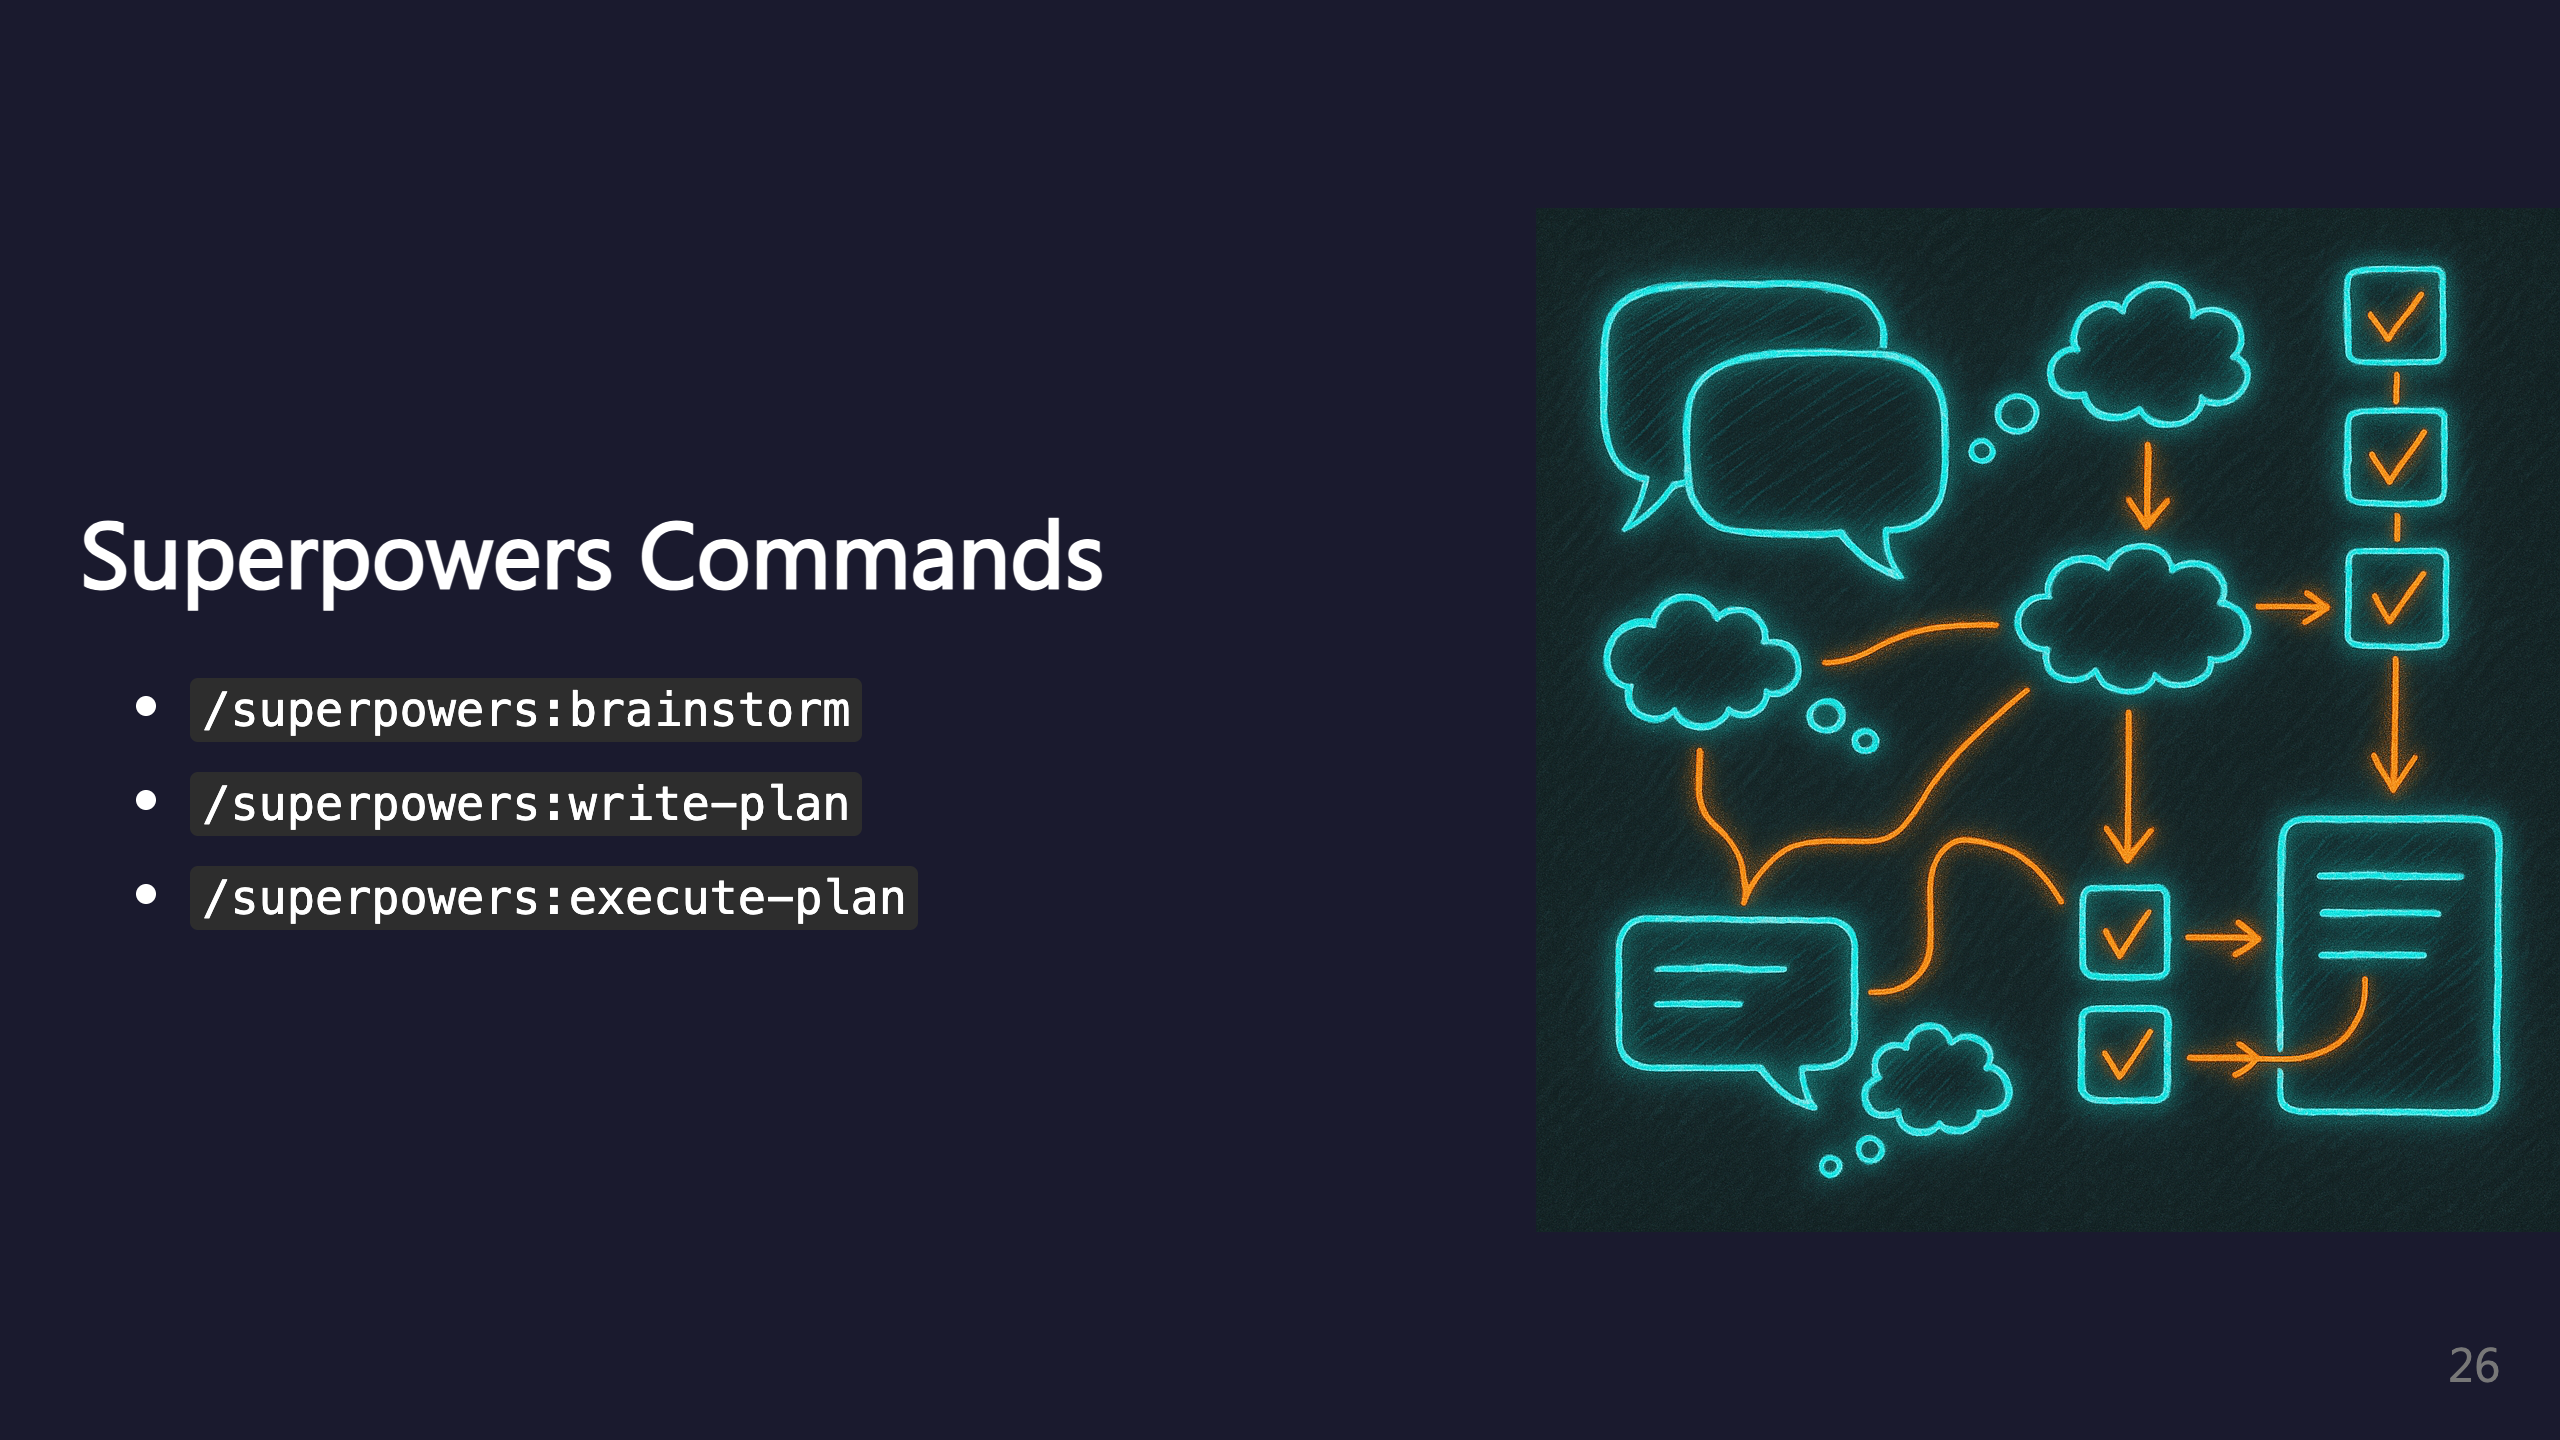 Superpowers Commands
/superpowers:brainstorm
/superpowers:write-plan
/superpowers:execute-plan
26